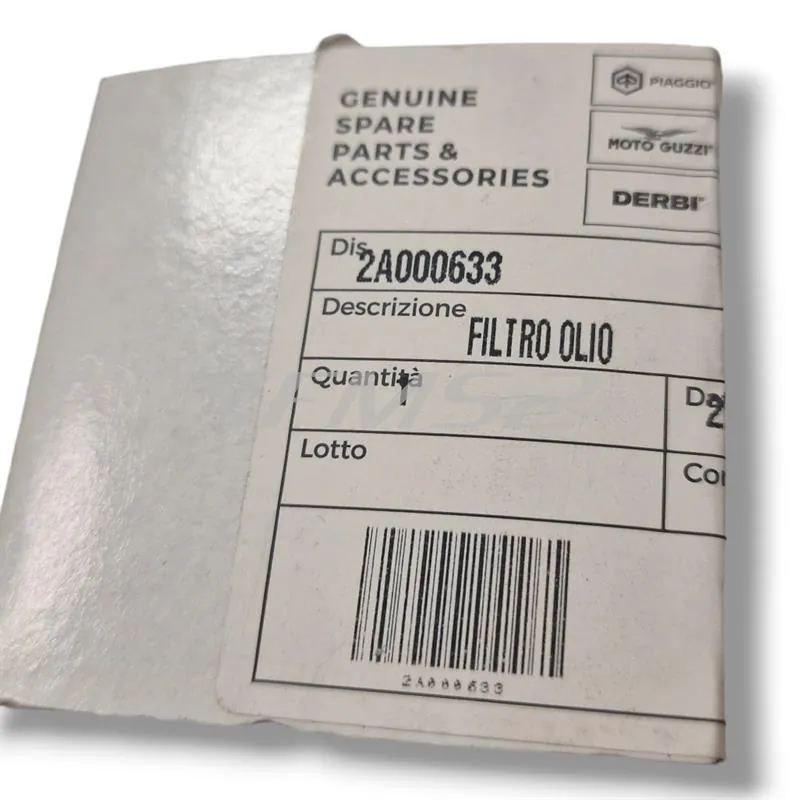 GENUINE
SPARE
PARTS &
ACCESSORIES
PIAGGIO
MOTO GUZZI
DERBI
Dis.
2A000633
Descrizione
FILTRO OLIO
Quantità
1
Lotto
2A000633